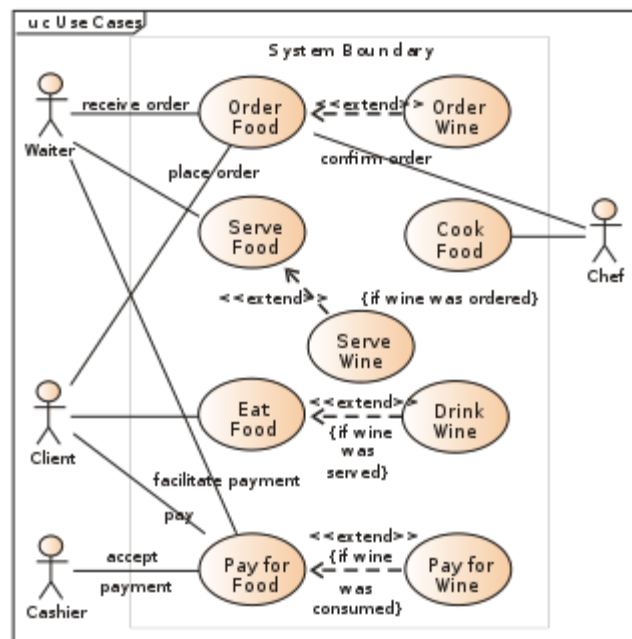 uc Use Cases
System Boundary
Waiter
receive order
Order
Food
<<extend>>
Order
Wine
place order
confirm order
Serve
Food
Cook
Food
Chef
<<extend>>
{if wine was ordered}
Serve
Wine
Client
Eat
Food
<<extend>>
{if wine
was
served}
Drink
Wine
facilitate payment
pay
Cashier
accept
payment
Pay for
Food
<<extend>>
{if wine
was
consumed}
Pay for
Wine